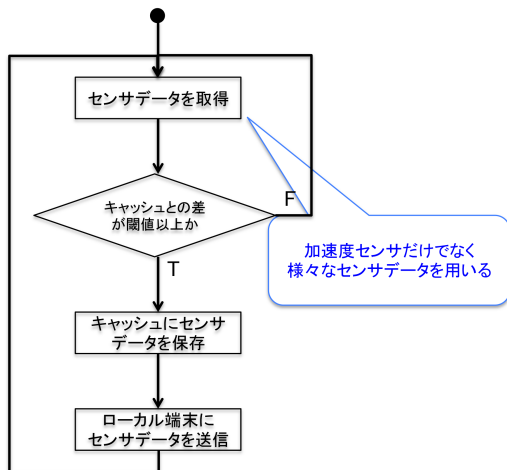 センサデータを取得
キャッシュとの差
が閾値以上か
F
加速度センサだけでなく
様々なセンサデータを用いる
T
キャッシュにセンサ
データを保存
ローカル端末に
センサデータを送信